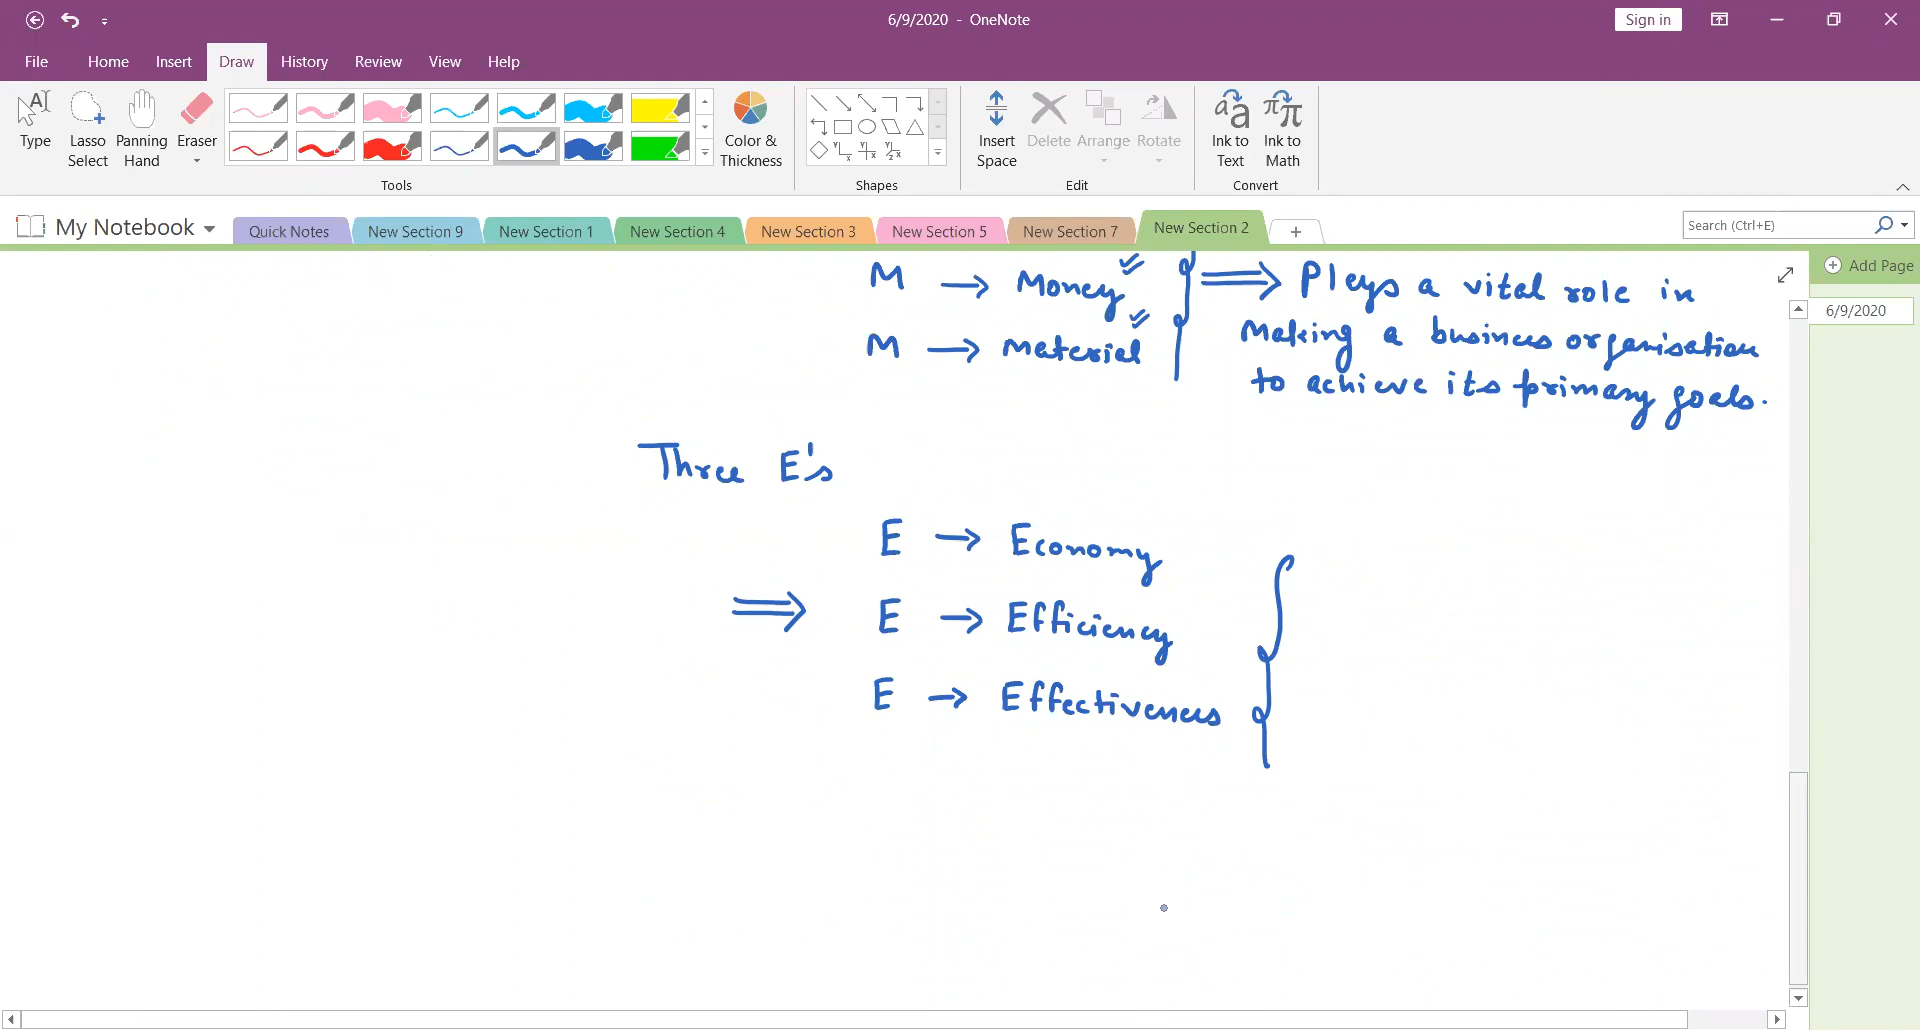 6/9/2020 - OneNote
Sign in
File Home Insert Draw History Review View Help
Type
Lasso Select
Panning Hand
Eraser
Color & Thickness
Insert Space
Delete
Arrange
Rotate
Ink to Text
Ink to Math
Tools
Shapes
Edit
Convert
My Notebook
Quick Notes
New Section 9
New Section 1
New Section 4
New Section 3
New Section 5
New Section 7
New Section 2
Search (Ctrl+E)
Add Page
6/9/2020
M → Money ⟹ Pleys a vital role in
M → Material making a business organisation
to achieve its primary goals.
Three E's
E → Economy
⟹ E → Efficiency
E → Effectiveness